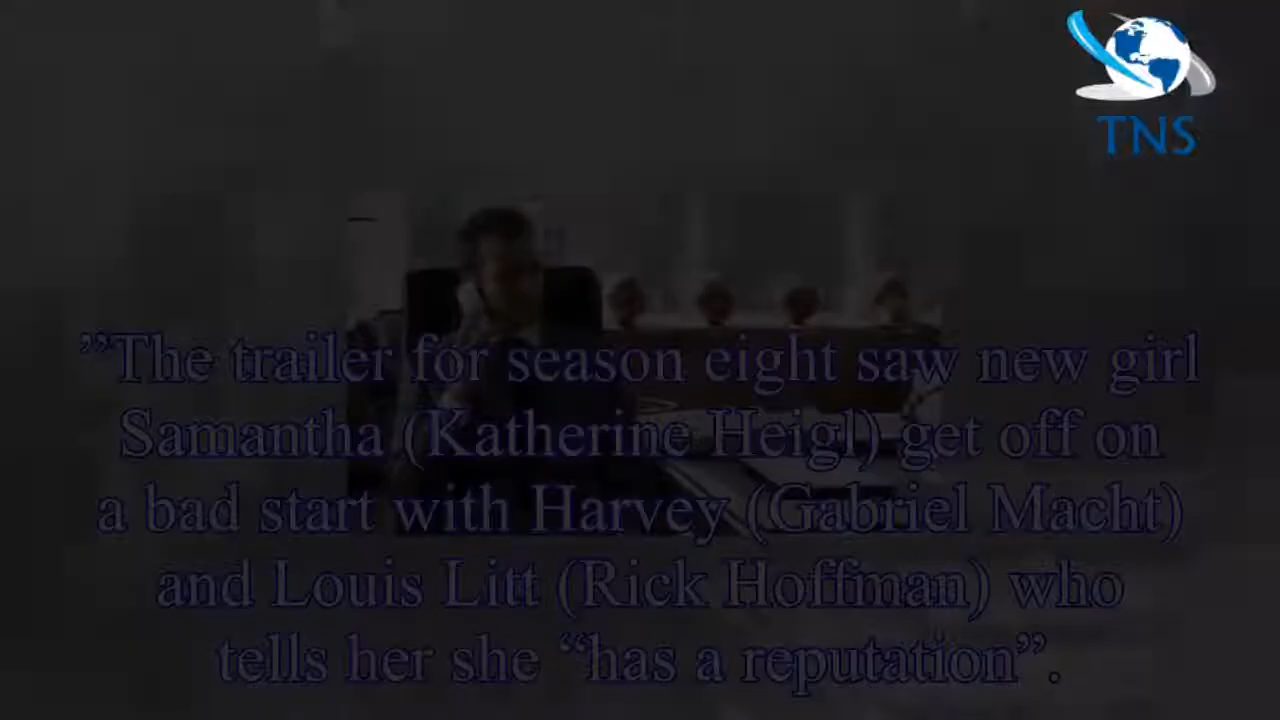 TNS
”The trailer for season eight saw new girl
Samantha (Katherine Heigl) get off on
a bad start with Harvey (Gabriel Macht)
and Louis Litt (Rick Hoffman) who
tells her she “has a reputation”.